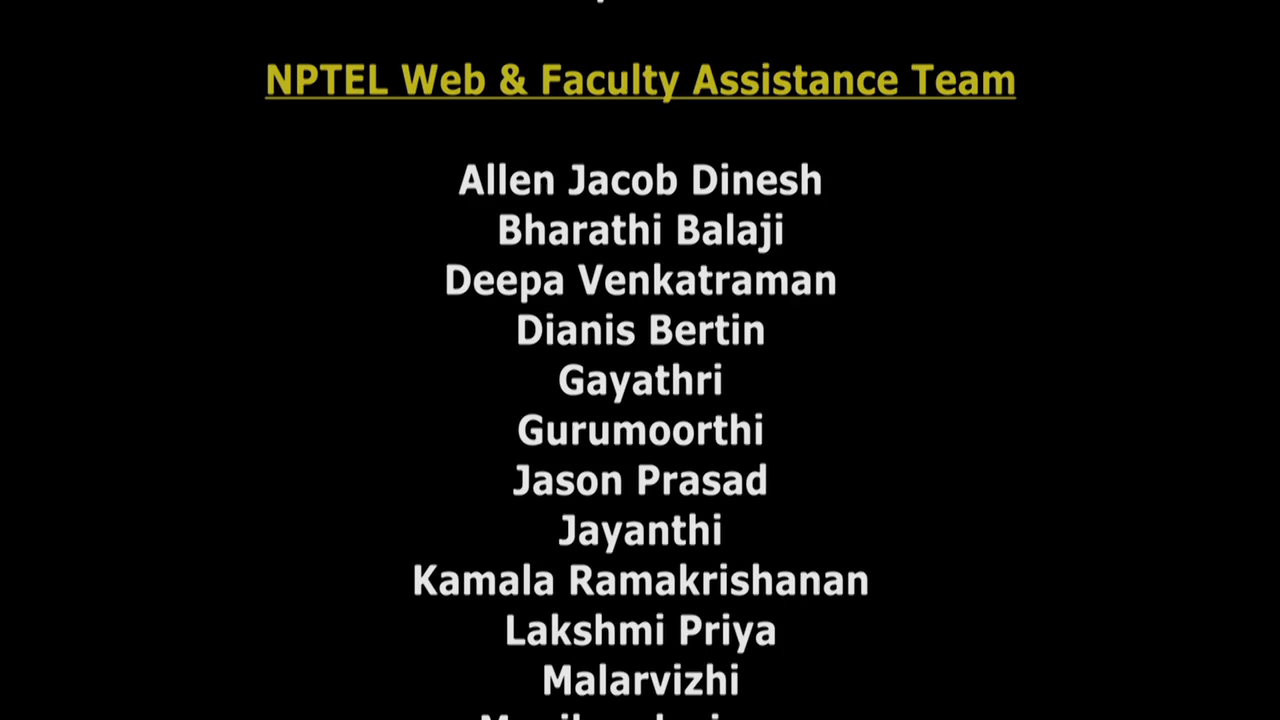 NPTEL Web & Faculty Assistance Team
Allen Jacob Dinesh
Bharathi Balaji
Deepa Venkatraman
Dianis Bertin
Gayathri
Gurumoorthi
Jason Prasad
Jayanthi
Kamala Ramakrishanan
Lakshmi Priya
Malarvizhi